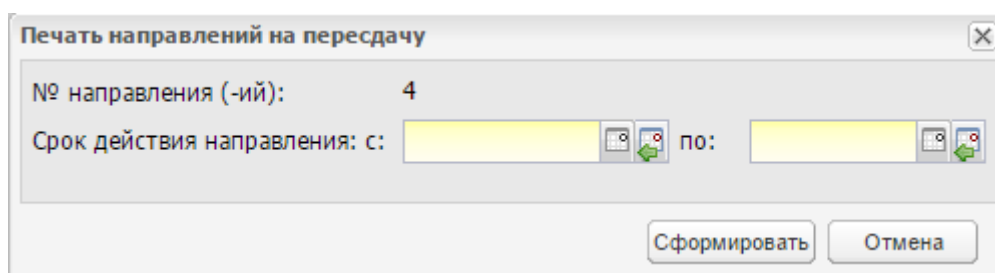 Печать направлений на пересдачу
№ направления (-ий): 4
Срок действия направления: с: по:
Сформировать Отмена